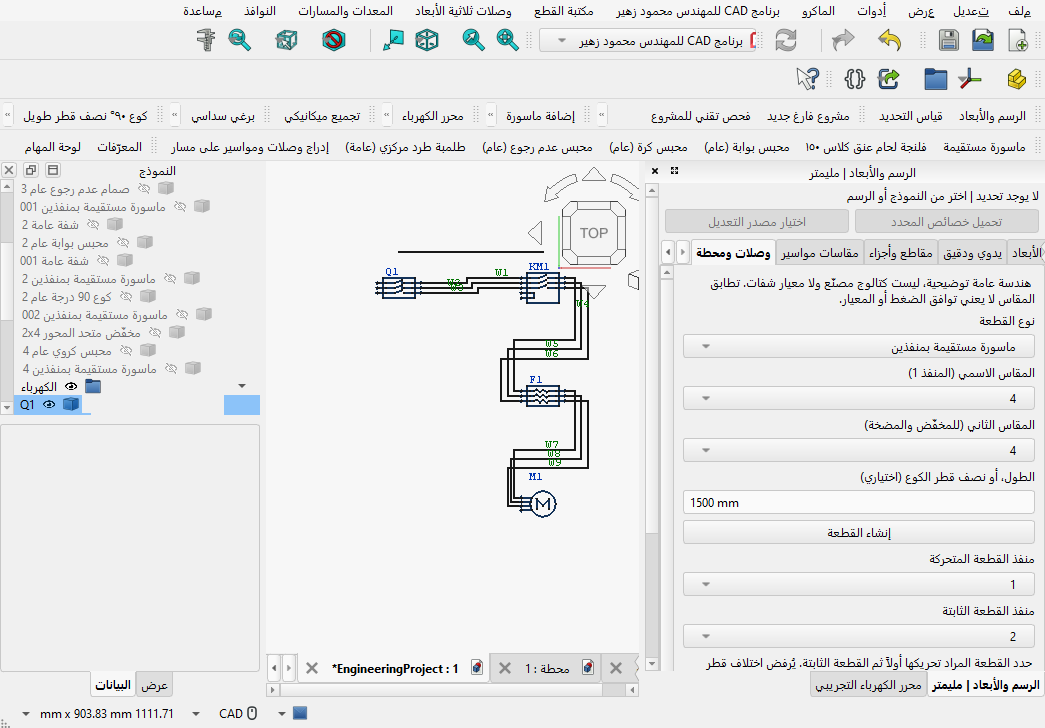 ملف تعديل عرض أدوات الماكرو برنامج CAD للمهندس محمود زهير مكتبة القطع وصلات ثلاثية الأبعاد المعدات والمسارات النوافذ مساعدة
برنامج CAD للمهندس محمود زهير
الرسم والأبعاد قياس التحديد مشروع فارغ جديد فحص تقني للمشروع » إضافة ماسورة » محرر الكهرباء » تجميع ميكانيكي برغي سداسي » كوع ٩٠° نصف قطر طويل »
ماسورة مستقيمة فلنجة لحام عنق كلاس ١٥٠ محبس بوابة (عام) محبس كرة (عام) محبس عدم رجوع (عام) طلمبة طرد مركزي (عامة) إدراج وصلات ومواسير على مسار المعرّفات لوحة المهام
الرسم والأبعاد | مليمتر
لا يوجد تحديد | اختر من النموذج أو الرسم
تحميل خصائص المحدد
اختيار مصدر التعديل
الأبعاد يدوي ودقيق مقاطع وأجزاء مقاسات مواسير وصلات ومحطة
هندسة عامة توضيحية، ليست كتالوج مصنّع ولا معيار شفات. تطابق
المقاس لا يعني توافق الضغط أو المعيار.
نوع القطعة
ماسورة مستقيمة بمنفذين
المقاس الاسمي (المنفذ 1)
4
المقاس الثاني (للمخفّض والمضخة)
4
الطول، أو نصف قطر الكوع (اختياري)
1500 mm
إنشاء القطعة
منفذ القطعة المتحركة
1
منفذ القطعة الثابتة
2
حدد القطعة المراد تحريكها أولاً ثم القطعة الثابتة. يُرفض اختلاف قطر
الرسم والأبعاد | مليمتر محرر الكهرباء التجريبي
TOP
Q1
W2
W3
W1
KM1
W4
W5
W6
F1
W7
W8
W9
M1
M
محطة : 1
EngineeringProject : 1*
النموذج
صمام عدم رجوع عام 3
ماسورة مستقيمة بمنفذين 001
شفة عامة 2
محبس بوابة عام 2
شفة عامة 001
ماسورة مستقيمة بمنفذين 2
كوع 90 درجة عام 2
ماسورة مستقيمة بمنفذين 002
مخفّض متحد المحور 4x2
محبس كروي عام 4
ماسورة مستقيمة بمنفذين 4
الكهرباء
Q1
عرض البيانات
CAD
1111.71 mm x 903.83 mm